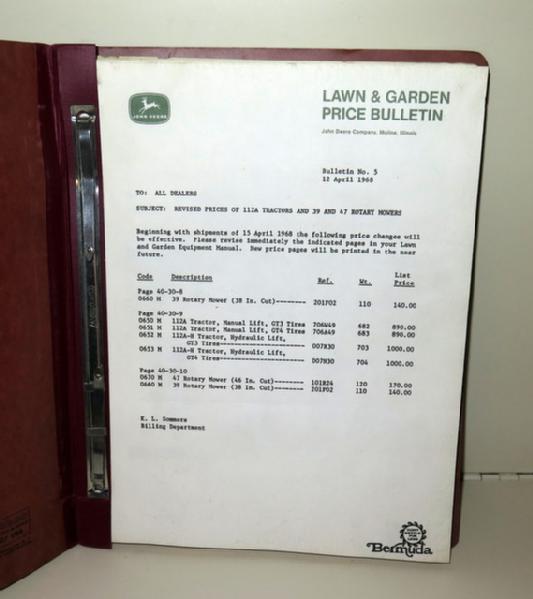 JOHN DEERE
LAWN & GARDEN
PRICE BULLETIN
John Deere Company, Moline, Illinois
Bulletin No. 5
12 April 1968
TO: ALL DEALERS
SUBJECT: REVISED PRICES OF 112A TRACTORS AND 39 AND 47 ROTARY MOWERS
Beginning with shipments of 15 April 1968 the following price changes will
be effective. Please revise immediately the indicated pages in your Lawn
and Garden Equipment Manual. New price pages will be printed in the near
future.
Code Description Ref. Wt. List Price
Page 40-30-8
0660 M 39 Rotary Mower (38 In. Cut)-------- 201F02 110 140.00
Page 40-30-9
0650 M 112A Tractor, Manual Lift, GT3 Tires 706W49 682 890.00
0651 M 112A Tractor, Manual Lift, GT4 Tires 683 890.00
0652 M 112A-H Tractor, Hydraulic Lift,
GT3 Tires---------------------- 703 1000.00
0653 M 112A-H Tractor, Hydraulic Lift,
GT4 Tires---------------------- 704 1000.00
Page 40-30-10
0670 M 47 Rotary Mower (46 In. Cut)-------- 120 170.00
0660 M 39 Rotary Mower (38 In. Cut)-------- 201F02 110 140.00
K. L. Sommers
Billing Department
Bermuda